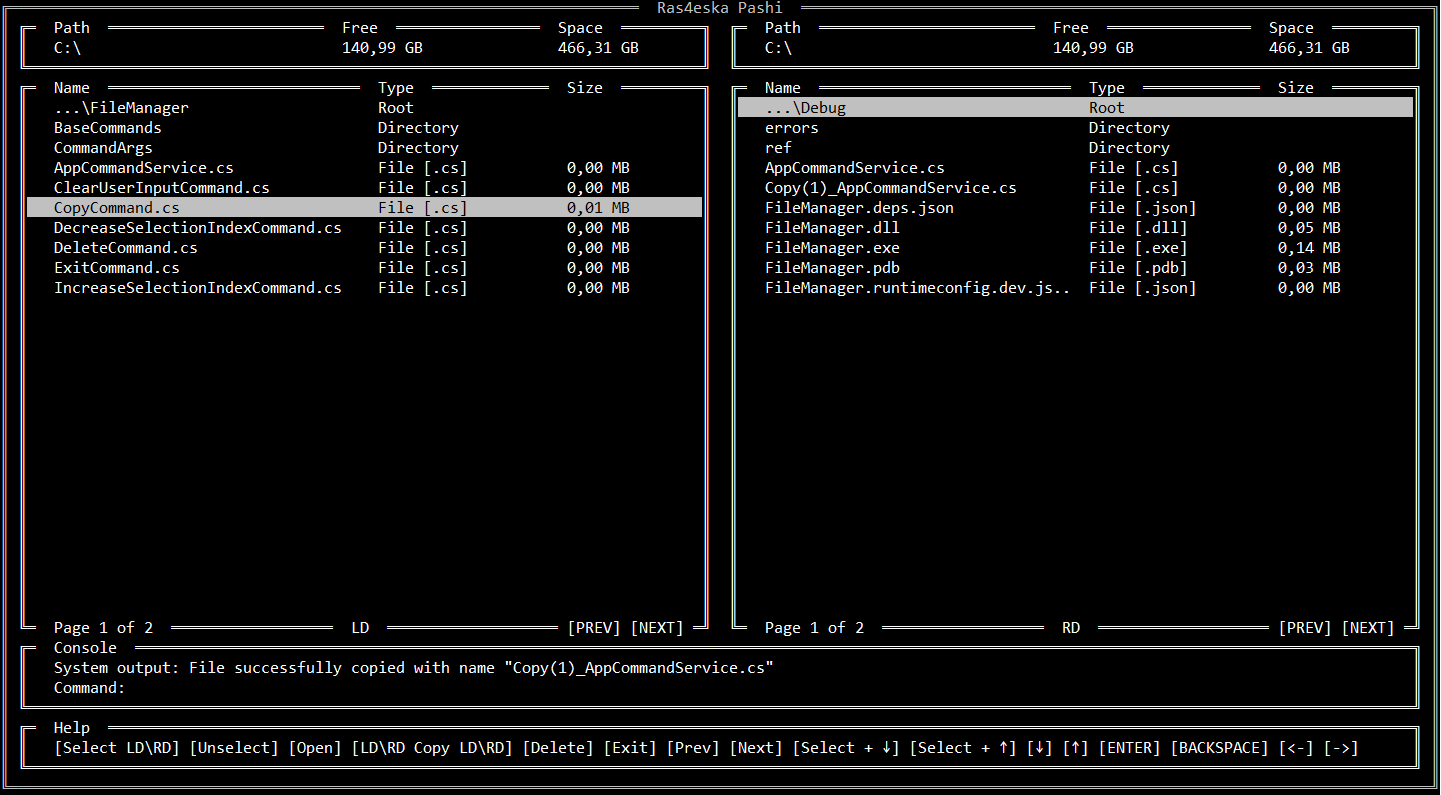 Ras4eska Pashi
Path Free Space Path Free Space
C:\ 140,99 GB 466,31 GB C:\ 140,99 GB 466,31 GB
Name Type Size Name Type Size
...\FileManager Root ...\Debug Root
BaseCommands Directory errors Directory
CommandArgs Directory ref Directory
AppCommandService.cs File [.cs] 0,00 MB AppCommandService.cs File [.cs] 0,00 MB
ClearUserInputCommand.cs File [.cs] 0,00 MB Copy(1)_AppCommandService.cs File [.cs] 0,00 MB
CopyCommand.cs File [.cs] 0,01 MB FileManager.deps.json File [.json] 0,00 MB
DecreaseSelectionIndexCommand.cs File [.cs] 0,00 MB FileManager.dll File [.dll] 0,05 MB
DeleteCommand.cs File [.cs] 0,00 MB FileManager.exe File [.exe] 0,14 MB
ExitCommand.cs File [.cs] 0,00 MB FileManager.pdb File [.pdb] 0,03 MB
IncreaseSelectionIndexCommand.cs File [.cs] 0,00 MB FileManager.runtimeconfig.dev.js.. File [.json] 0,00 MB
Page 1 of 2 LD [PREV] [NEXT] Page 1 of 2 RD [PREV] [NEXT]
Console
System output: File successfully copied with name "Copy(1)_AppCommandService.cs"
Command:
Help
[Select LD\RD] [Unselect] [Open] [LD\RD Copy LD\RD] [Delete] [Exit] [Prev] [Next] [Select + ↓] [Select + ↑] [↓] [↑] [ENTER] [BACKSPACE] [<-] [->]